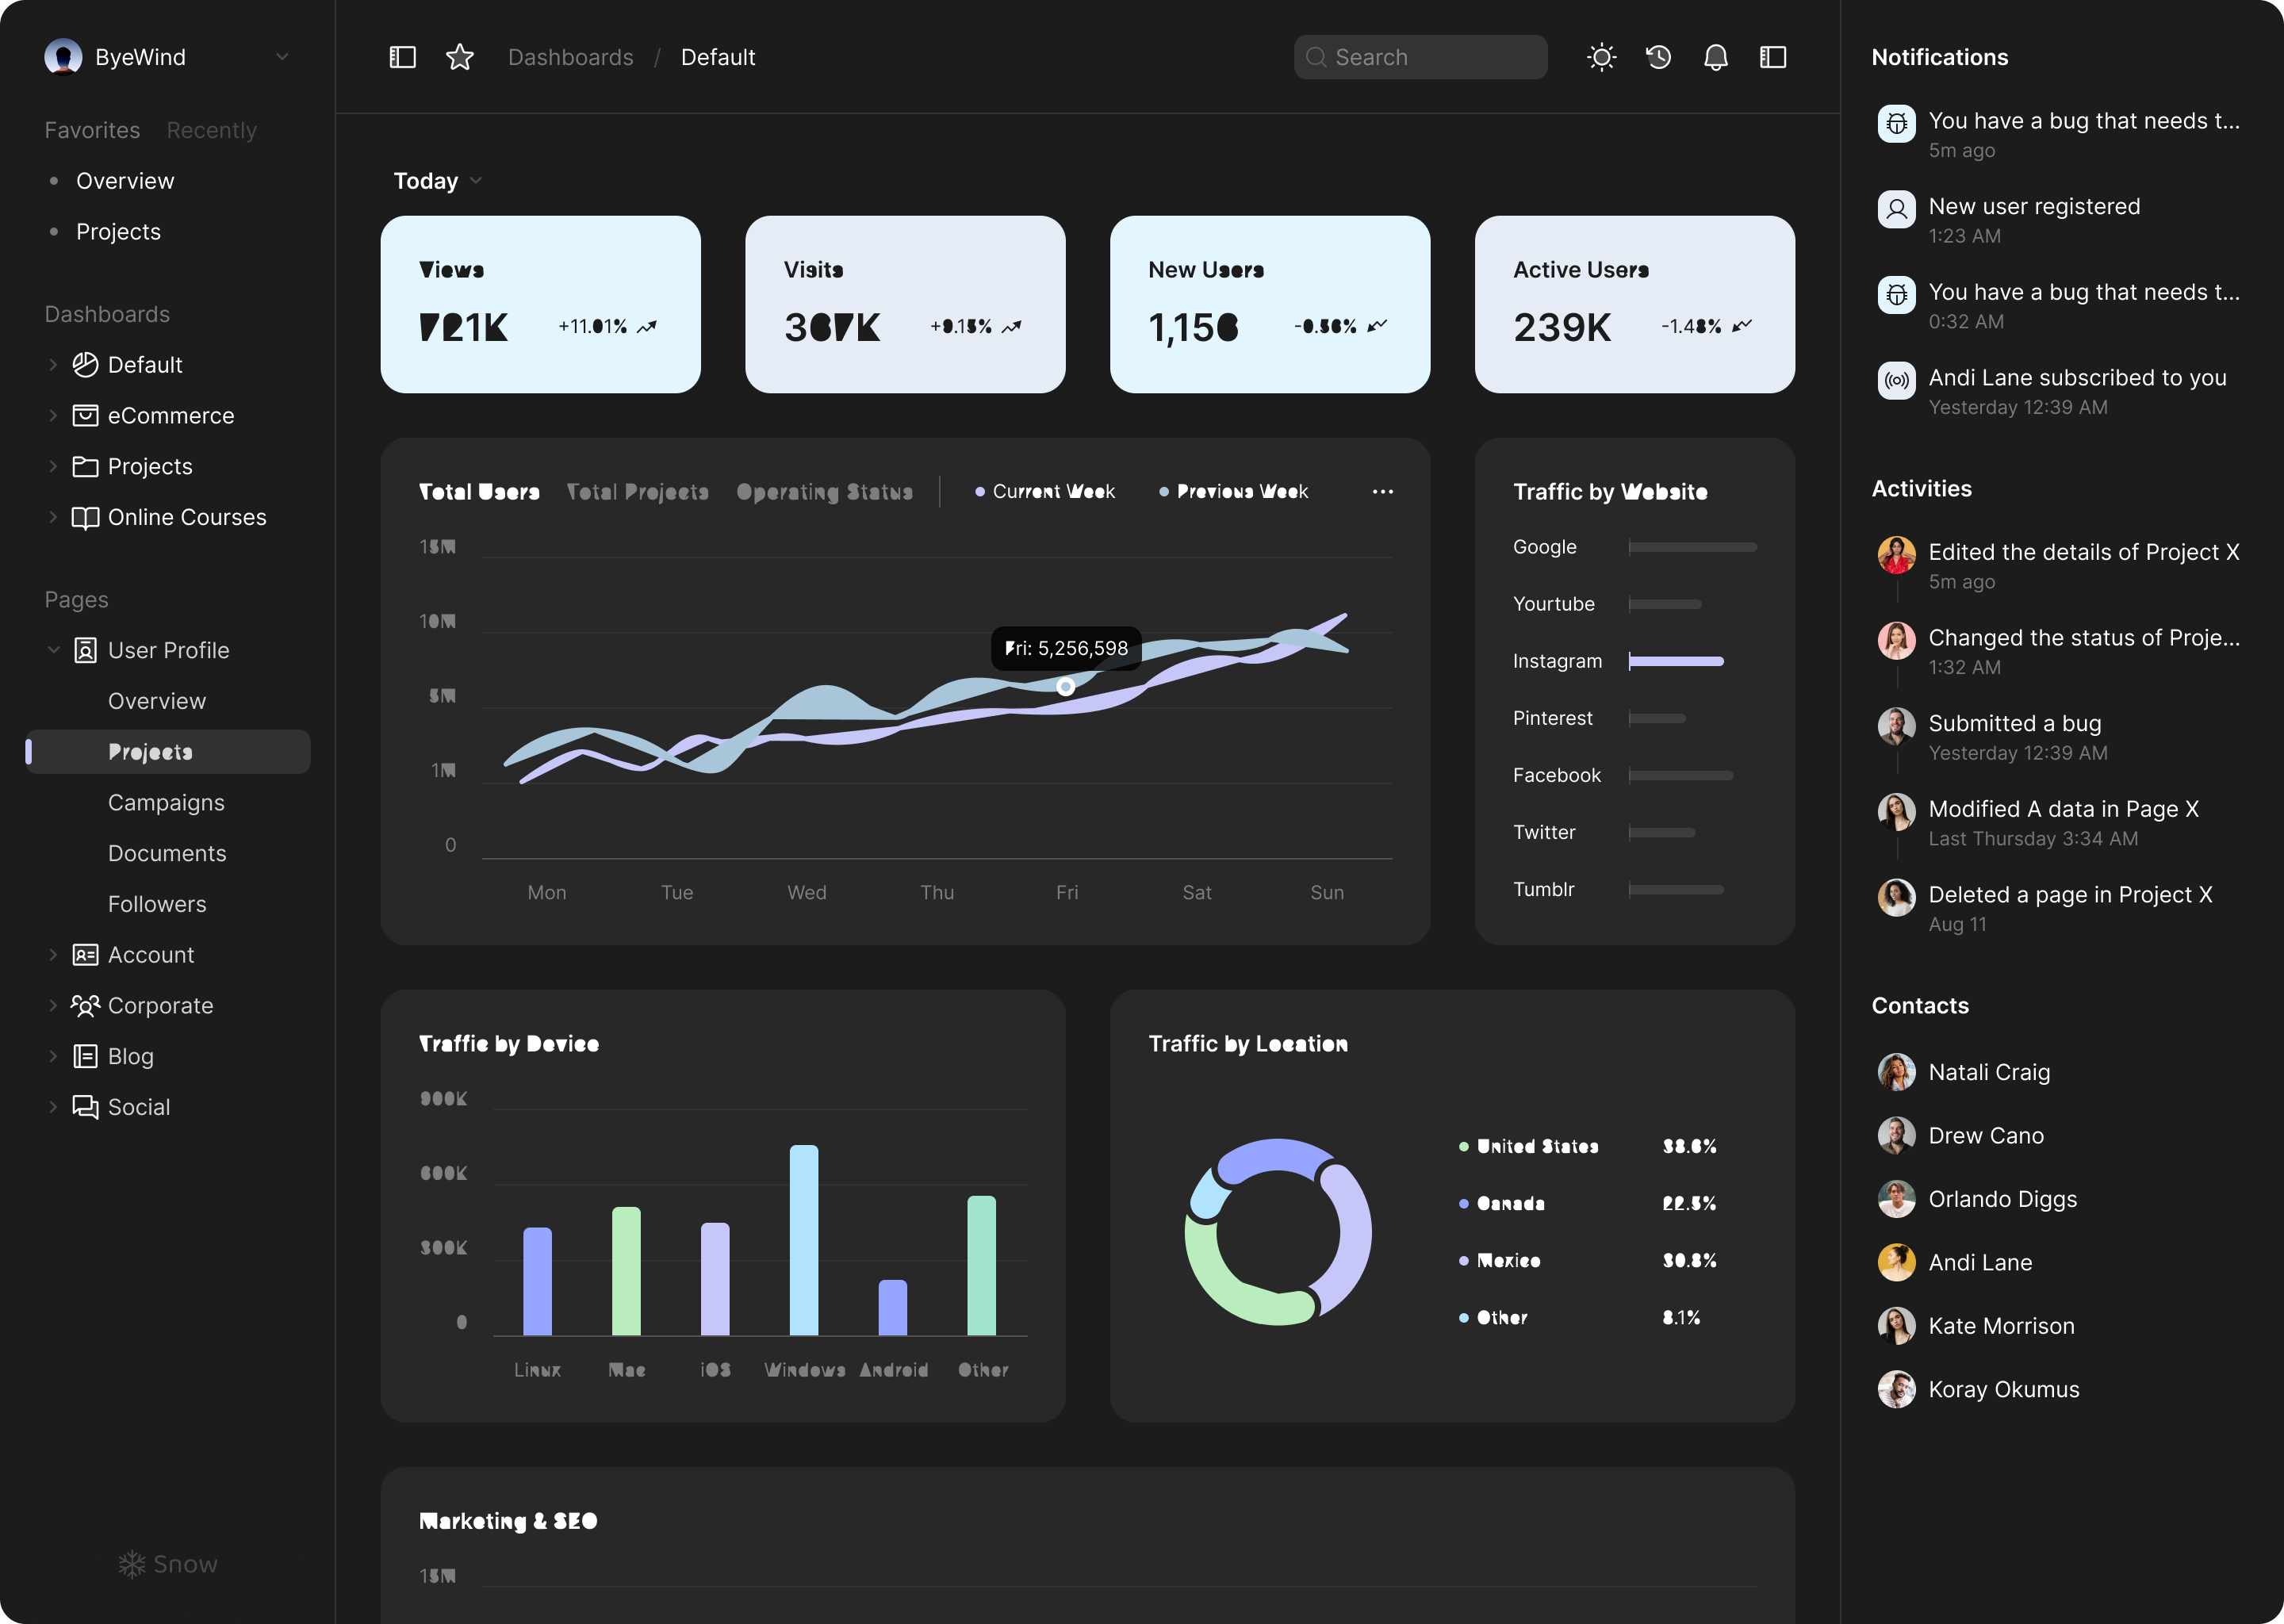 ByeWind
Favorites Recently
Overview
Projects
Dashboards
Default
eCommerce
Projects
Online Courses
Pages
User Profile
Overview
Projects
Campaigns
Documents
Followers
Account
Corporate
Blog
Social
Snow
Dashboards / Default
Search
Today
Views
721K +11.01%
Visits
367K +9.15%
New Users
1,156 -0.56%
Active Users
239K -1.48%
Total Users Total Projects Operating Status Current Week Previous Week
15M
10M
5M
1M
0
Fri: 5,256,598
Mon Tue Wed Thu Fri Sat Sun
Traffic by Website
Google
Yourtube
Instagram
Pinterest
Facebook
Twitter
Tumblr
Traffic by Device
900K
600K
300K
0
Linux Mac iOS Windows Android Other
Traffic by Location
United States 38.6%
Canada 22.5%
Mexico 30.8%
Other 8.1%
Marketing & SEO
15M
Notifications
You have a bug that needs t...
5m ago
New user registered
1:23 AM
You have a bug that needs t...
0:32 AM
Andi Lane subscribed to you
Yesterday 12:39 AM
Activities
Edited the details of Project X
5m ago
Changed the status of Proje...
1:32 AM
Submitted a bug
Yesterday 12:39 AM
Modified A data in Page X
Last Thursday 3:34 AM
Deleted a page in Project X
Aug 11
Contacts
Natali Craig
Drew Cano
Orlando Diggs
Andi Lane
Kate Morrison
Koray Okumus